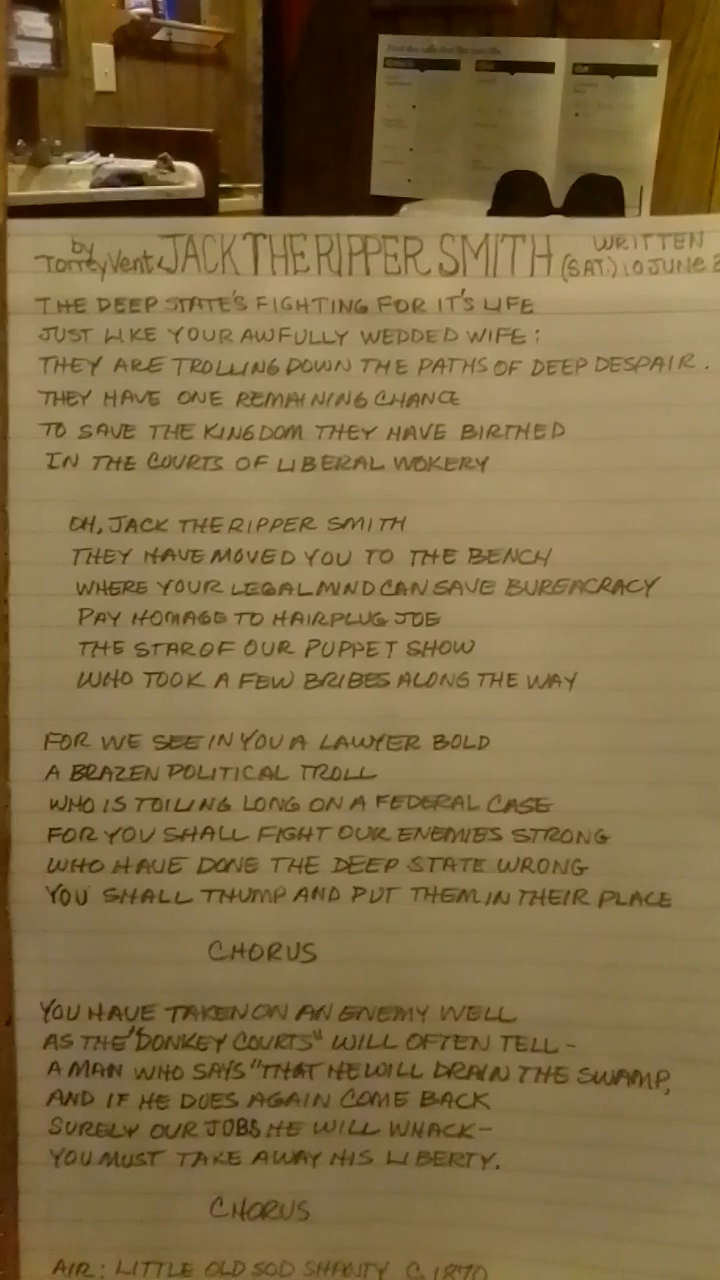 by
Torrey Vent JACK THE RIPPER SMITH WRITTEN
(SAT.) 10 JUNE 2
THE DEEP STATE'S FIGHTING FOR IT'S LIFE
JUST LIKE YOUR AWFULLY WEDDED WIFE:
THEY ARE TROLLING DOWN THE PATHS OF DEEP DESPAIR.
THEY HAVE ONE REMAINING CHANCE
TO SAVE THE KINGDOM THEY HAVE BIRTHED
IN THE COURTS OF LIBERAL WOKERY
OH, JACK THE RIPPER SMITH
THEY HAVE MOVED YOU TO THE BENCH
WHERE YOUR LEGAL MIND CAN SAVE BUREACRACY
PAY HOMAGE TO HAIRPLUG JOE
THE STAR OF OUR PUPPET SHOW
WHO TOOK A FEW BRIBES ALONG THE WAY
FOR WE SEE IN YOU A LAWYER BOLD
A BRAZEN POLITICAL TROLL
WHO IS TOILING LONG ON A FEDERAL CASE
FOR YOU SHALL FIGHT OUR ENEMIES STRONG
WHO HAVE DONE THE DEEP STATE WRONG
YOU SHALL THUMP AND PUT THEM IN THEIR PLACE
CHORUS
YOU HAVE TAKEN ON AN ENEMY WELL
AS THE "DONKEY COURTS" WILL OFTEN TELL -
A MAN WHO SAYS "THAT HE WILL DRAIN THE SWAMP,
AND IF HE DOES AGAIN COME BACK
SURELY OUR JOBS HE WILL WHACK -
YOU MUST TAKE AWAY HIS LIBERTY.
CHORUS
AIR: LITTLE OLD SOD SHANTY C. 1870